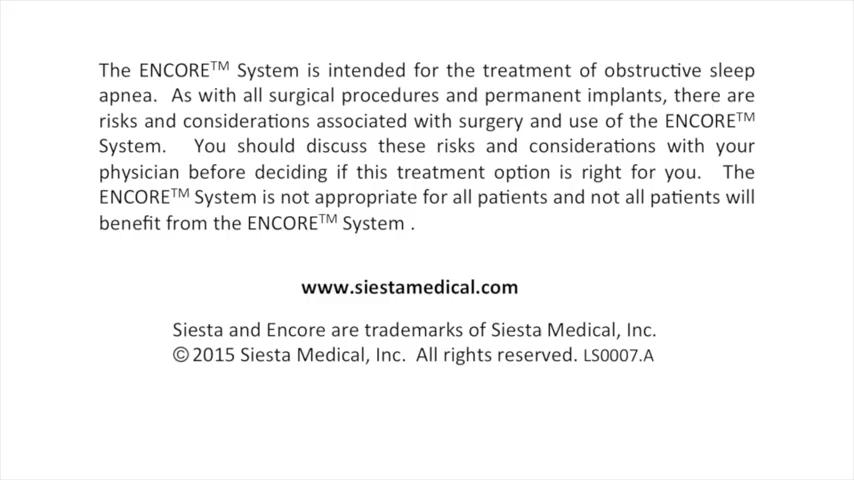 The ENCORE™ System is intended for the treatment of obstructive sleep
apnea. As with all surgical procedures and permanent implants, there are
risks and considerations associated with surgery and use of the ENCORE™
System. You should discuss these risks and considerations with your
physician before deciding if this treatment option is right for you. The
ENCORE™ System is not appropriate for all patients and not all patients will
benefit from the ENCORE™ System .
www.siestamedical.com
Siesta and Encore are trademarks of Siesta Medical, Inc.
©2015 Siesta Medical, Inc. All rights reserved. LS0007.A